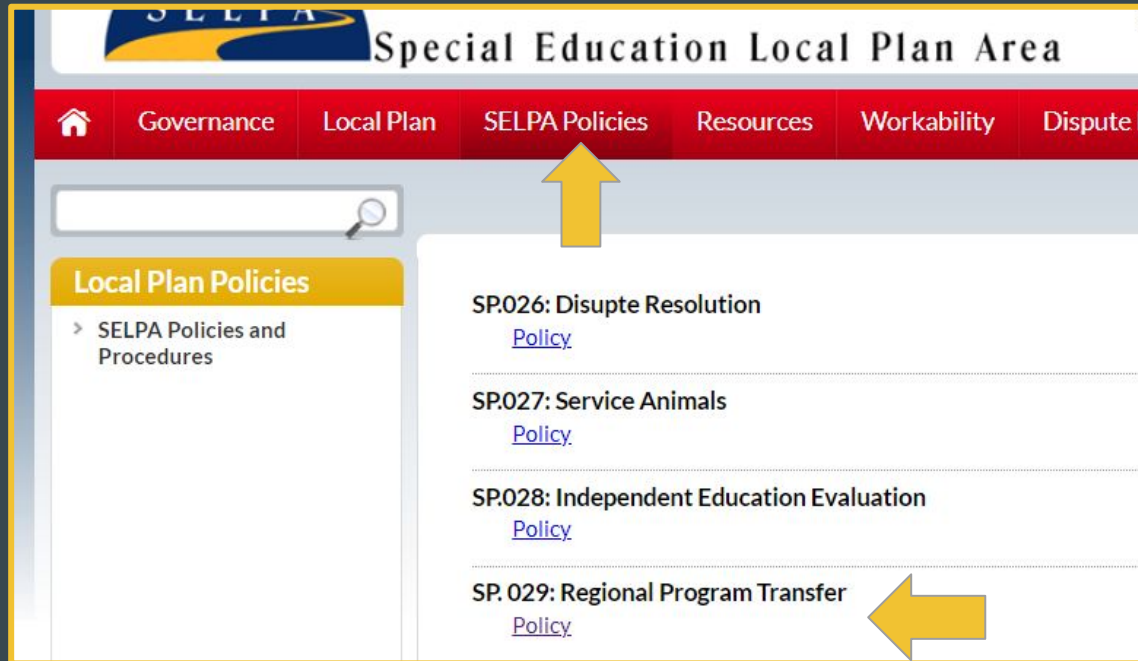 SELPA
Special Education Local Plan Area
Governance Local Plan SELPA Policies Resources Workability Dispute
Local Plan Policies
SELPA Policies and
Procedures
SP.026: Disupte Resolution
Policy
SP.027: Service Animals
Policy
SP.028: Independent Education Evaluation
Policy
SP. 029: Regional Program Transfer
Policy